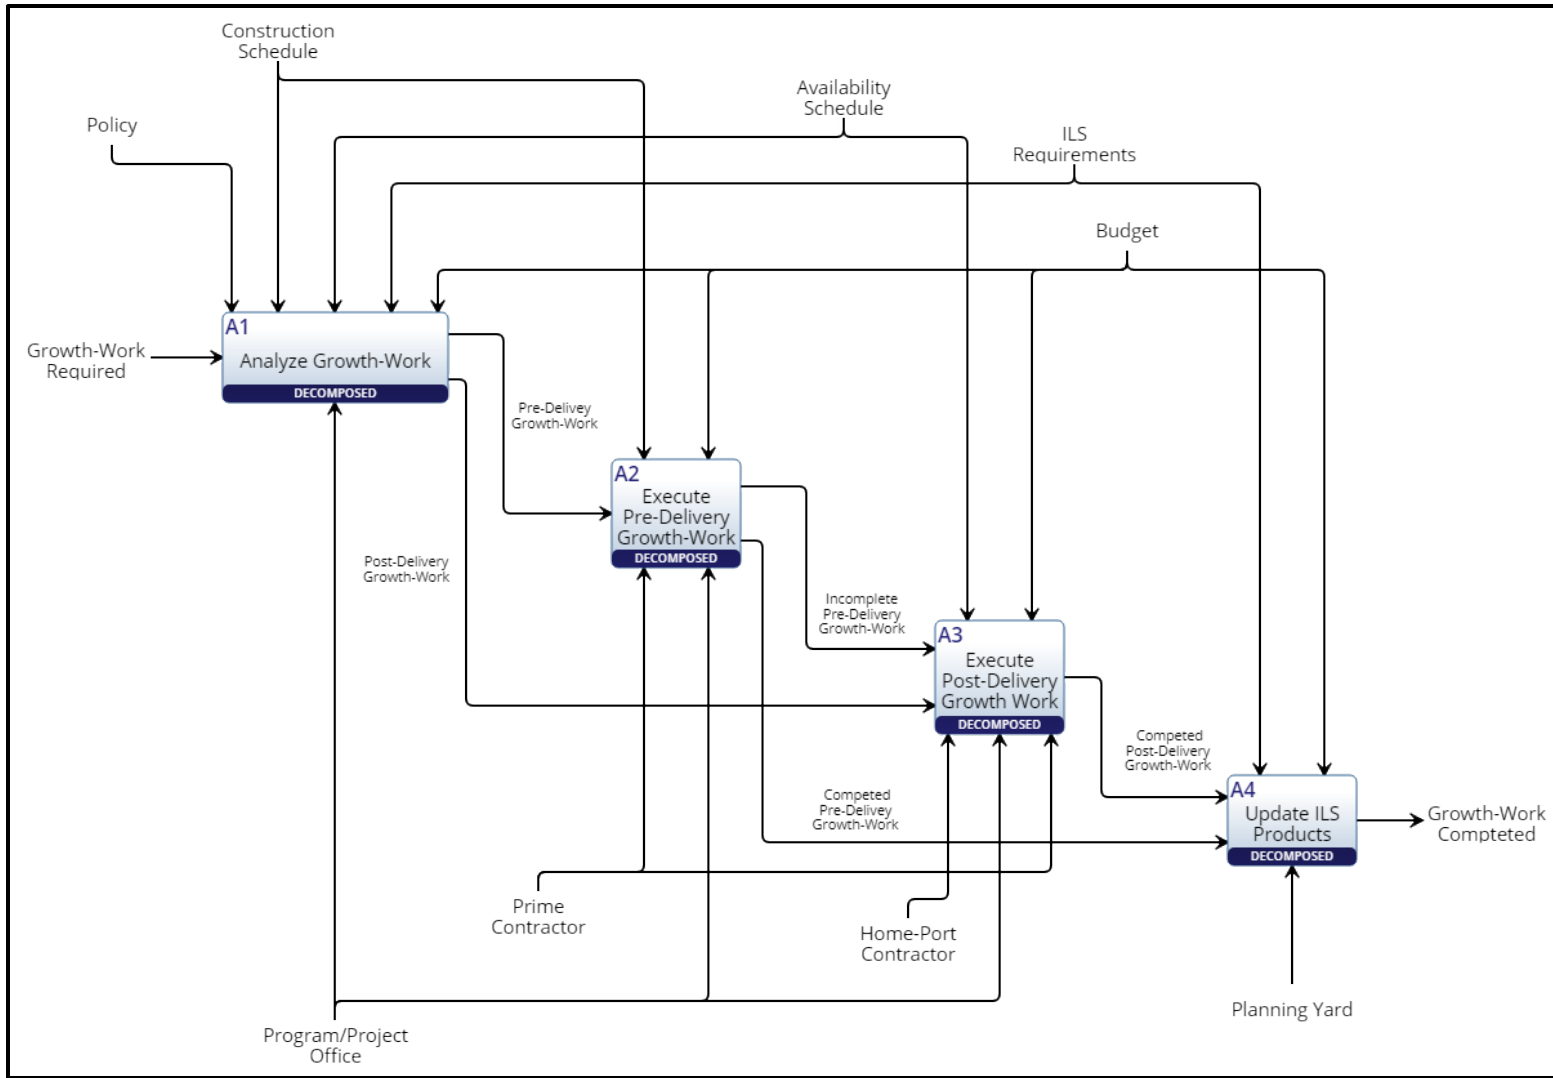 Construction
Schedule
Availability
Schedule
Policy
ILS
Requirements
Budget
A1
Analyze Growth-Work
DECOMPOSED
Growth-Work
Required
Pre-Delivey
Growth-Work
A2
Execute
Pre-Delivery
Growth-Work
DECOMPOSED
Post-Delivery
Growth-Work
Incomplete
Pre-Delivery
Growth-Work
A3
Execute
Post-Delivery
Growth Work
DECOMPOSED
Competed
Post-Delivery
Growth-Work
Competed
Pre-Delivey
Growth-Work
A4
Update ILS
Products
DECOMPOSED
Growth-Work
Compteted
Prime
Contractor
Home-Port
Contractor
Planning Yard
Program/Project
Office